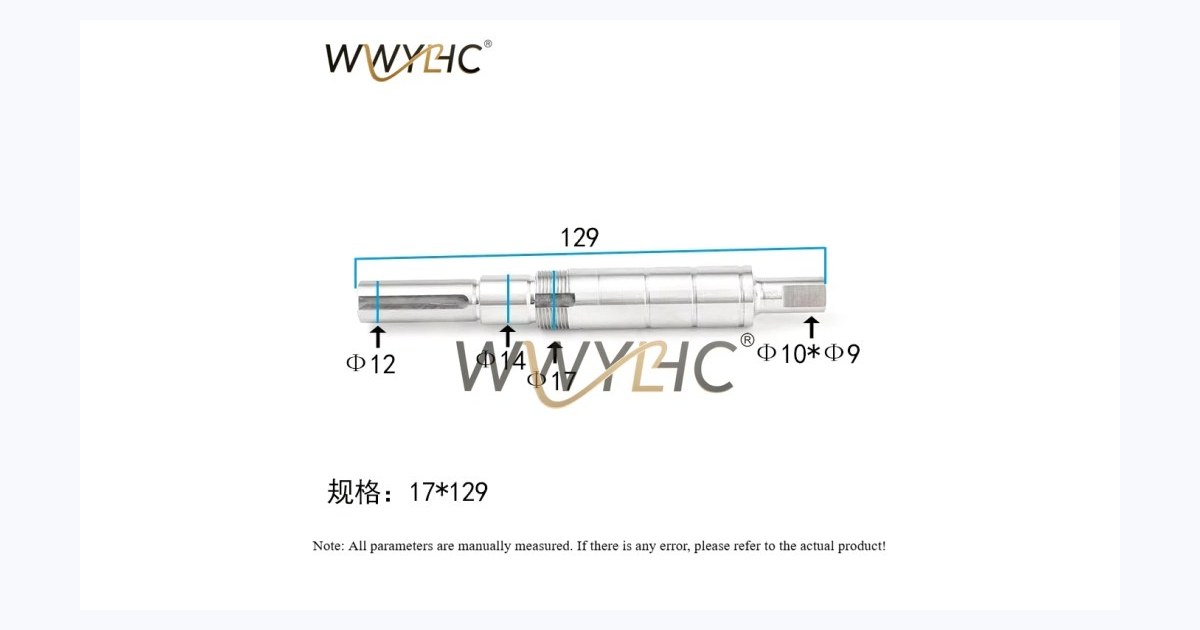 WWYLHC®
129
Φ12
Φ14
Φ17
Φ10*Φ9
WWYLHC®
规格: 17*129
Note: All parameters are manually measured. If there is any error, please refer to the actual product!